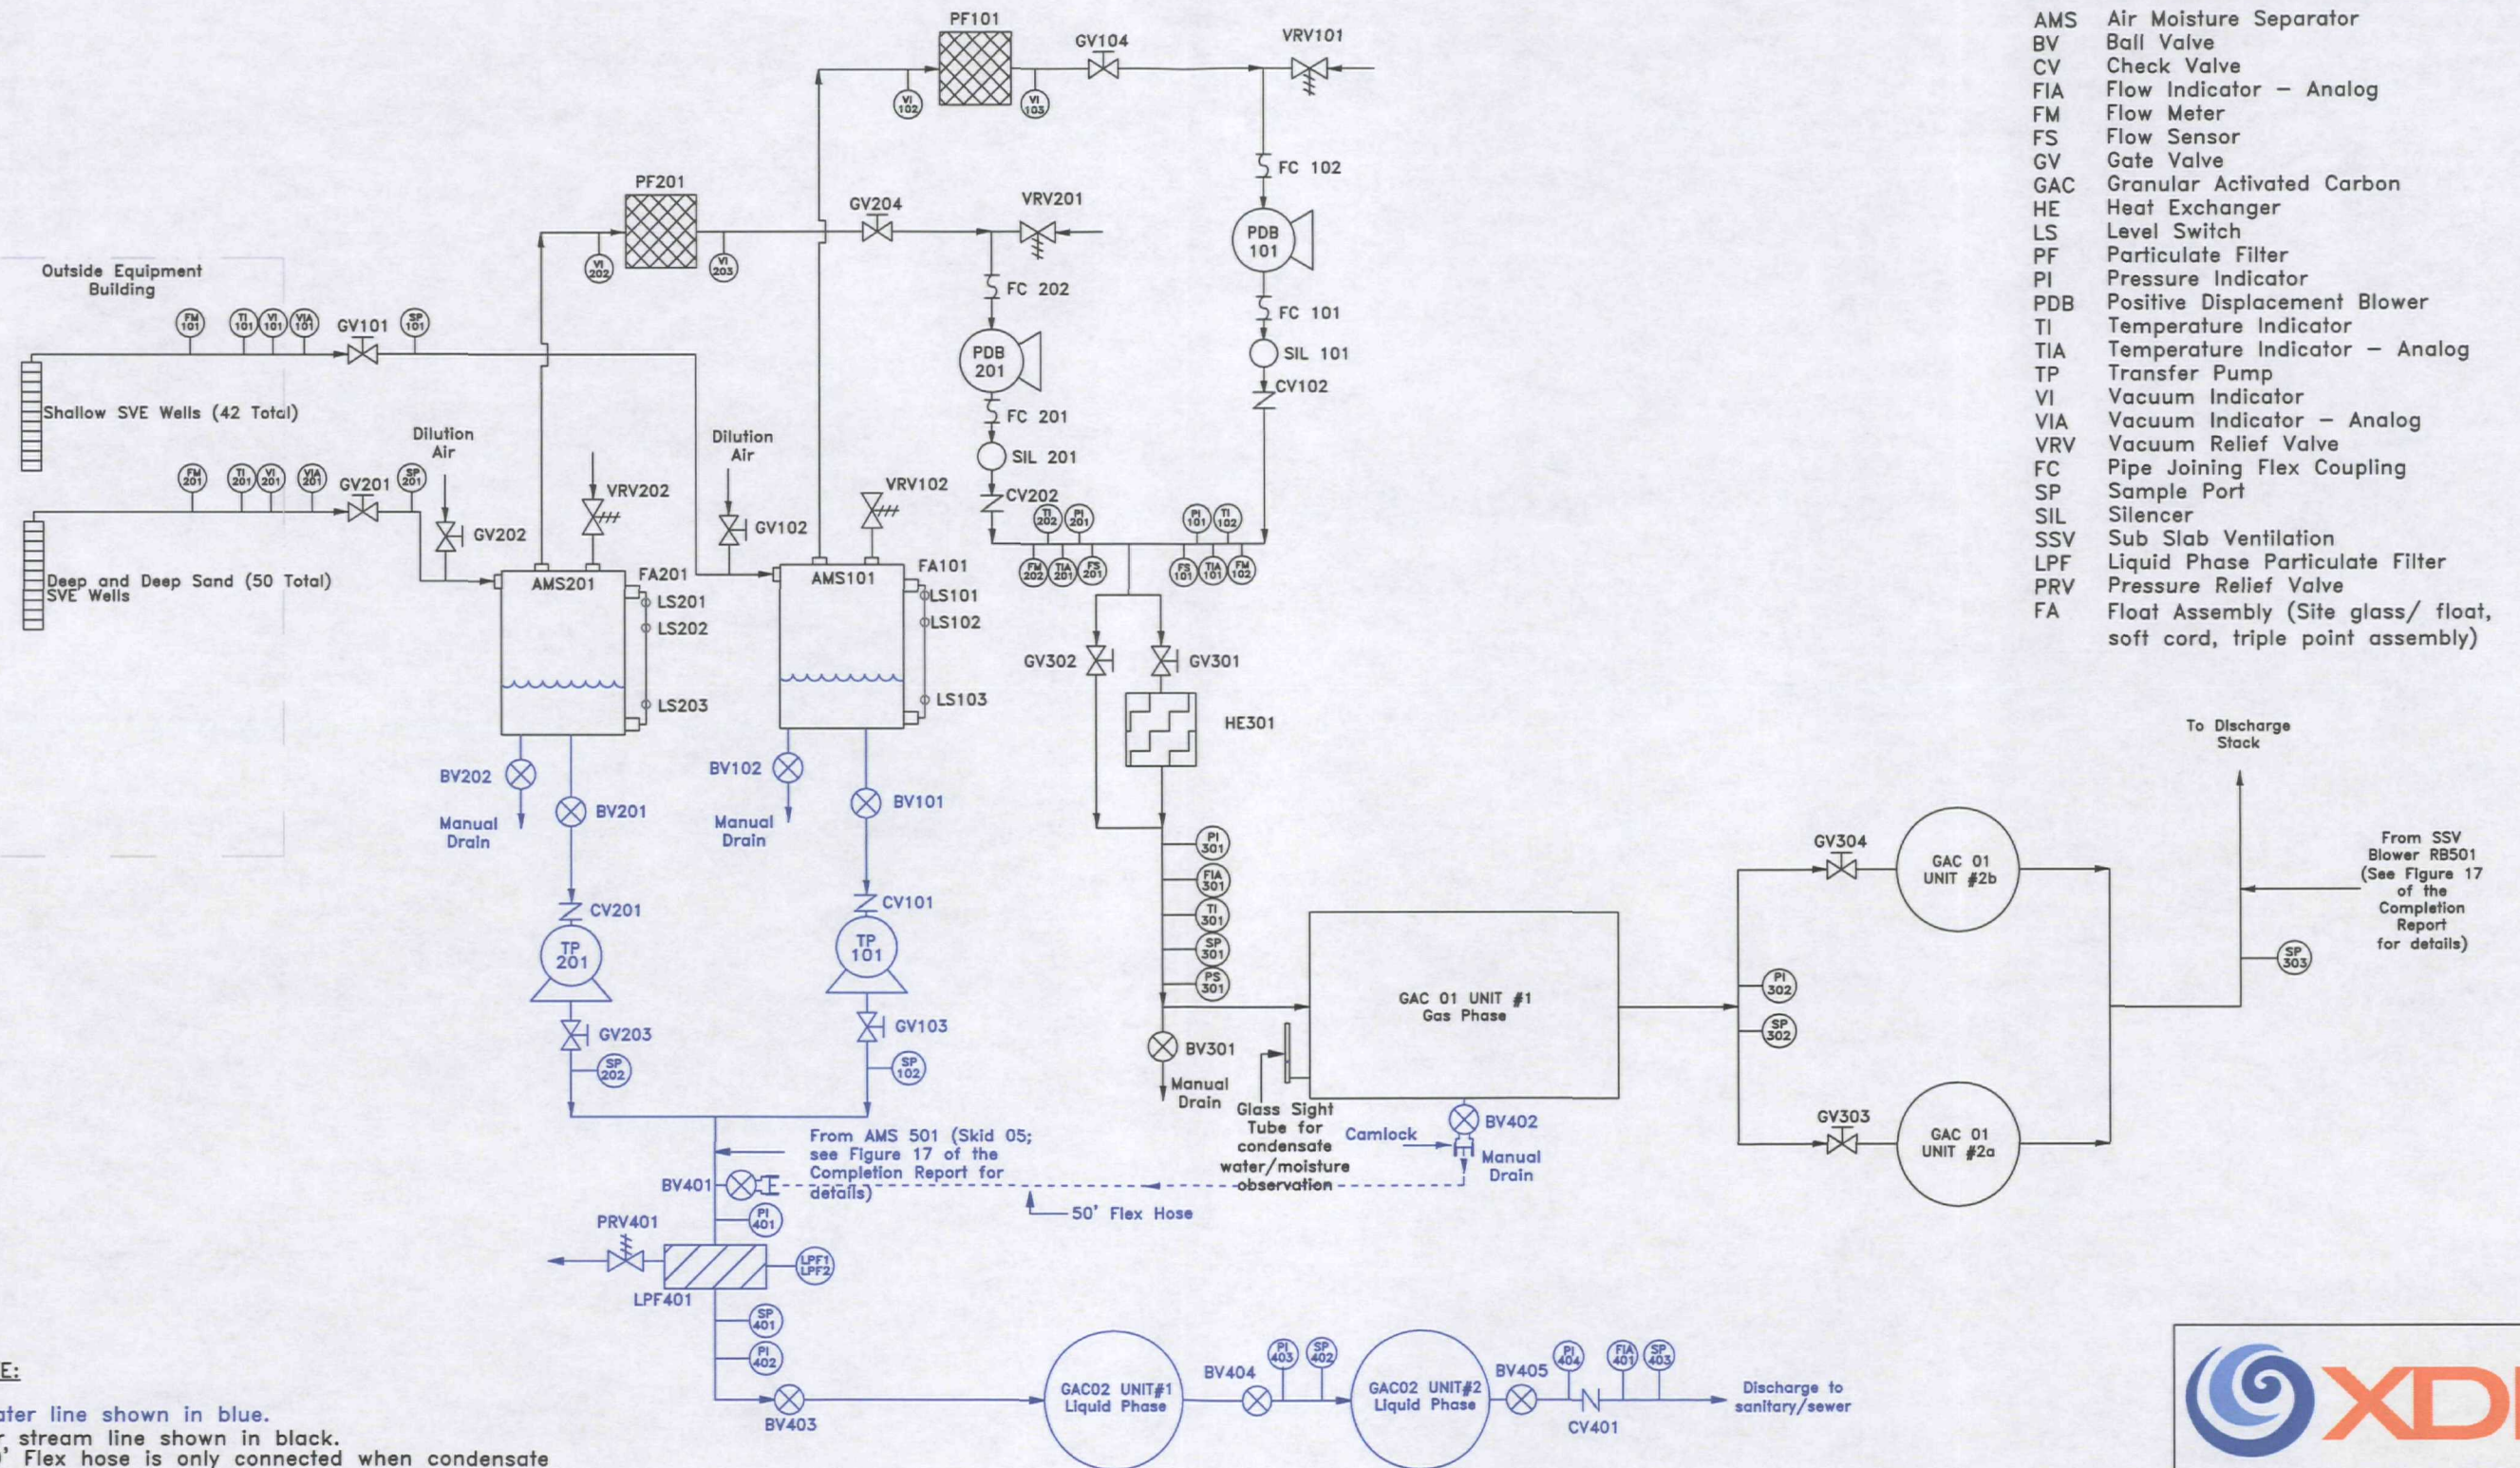 PF101
GV104
VRV101
VI
102
VI
103
FC 102
PDB
101
FC 101
SIL 101
CV102
PF201
GV204
VRV201
VI
202
VI
203
FC 202
PDB
201
FC 201
SIL 201
CV202
Outside Equipment
Building
FM
101
TI
101
VI
101
VIA
101
GV101
SP
101
Shallow SVE Wells (42 Total)
FM
201
TI
201
VI
201
VIA
201
GV201
SP
201
Deep and Deep Sand (50 Total)
SVE Wells
Dilution
Air
GV202
VRV202
Dilution
Air
GV102
VRV102
AMS201
FA201
LS201
LS202
LS203
AMS101
FA101
LS101
LS102
LS103
TI
202
PI
201
PI
101
TI
102
FM
202
TIA
201
FS
201
FS
101
TIA
101
FM
102
GV302
GV301
HE301
BV202
Manual
Drain
BV201
BV102
Manual
Drain
BV101
CV201
TP
201
CV101
TP
101
GV203
GV103
SP
202
SP
102
PI
301
FIA
301
TI
301
SP
301
PS
301
BV301
Manual
Drain
Glass Sight
Tube for
condensate
water/moisture
observation
GAC 01 UNIT #1
Gas Phase
BV402
Camlock
Manual
Drain
50' Flex Hose
From AMS 501 (Skid 05;
see Figure 17 of the
Completion Report for
details)
BV401
PI
401
PRV401
LPF401
LPF1
LPF2
SP
401
PI
402
BV403
GAC02 UNIT#1
Liquid Phase
BV404
PI
403
SP
402
GAC02 UNIT#2
Liquid Phase
BV405
PI
404
CV401
FIA
401
SP
403
Discharge to
sanitary/sewer
PI
302
SP
302
GV304
GAC 01
UNIT #2b
GV303
GAC 01
UNIT #2a
To Discharge
Stack
From SSV
Blower RB501
(See Figure 17
of the
Completion
Report
for details)
SP
303
AMS Air Moisture Separator
BV Ball Valve
CV Check Valve
FIA Flow Indicator - Analog
FM Flow Meter
FS Flow Sensor
GV Gate Valve
GAC Granular Activated Carbon
HE Heat Exchanger
LS Level Switch
PF Particulate Filter
PI Pressure Indicator
PDB Positive Displacement Blower
TI Temperature Indicator
TIA Temperature Indicator - Analog
TP Transfer Pump
VI Vacuum Indicator
VIA Vacuum Indicator - Analog
VRV Vacuum Relief Valve
FC Pipe Joining Flex Coupling
SP Sample Port
SIL Silencer
SSV Sub Slab Ventilation
LPF Liquid Phase Particulate Filter
PRV Pressure Relief Valve
FA Float Assembly (Site glass/ float,
soft cord, triple point assembly)
line shown in blue.
stream line shown in black.
Flex hose is only connected when condensate
XD